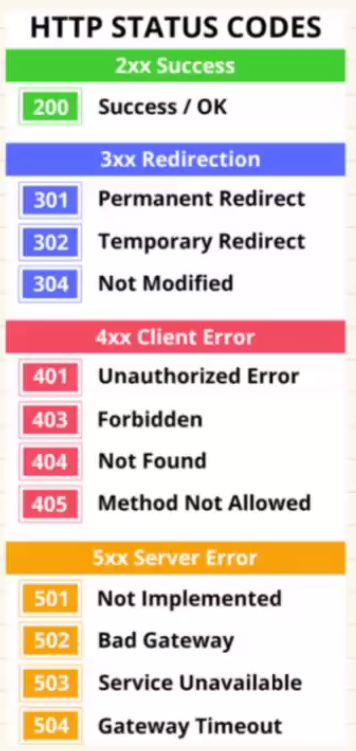 HTTP STATUS CODES
2xx Success
200 Success / OK
3xx Redirection
301 Permanent Redirect
302 Temporary Redirect
304 Not Modified
4xx Client Error
401 Unauthorized Error
403 Forbidden
404 Not Found
405 Method Not Allowed
5xx Server Error
501 Not Implemented
502 Bad Gateway
503 Service Unavailable
504 Gateway Timeout